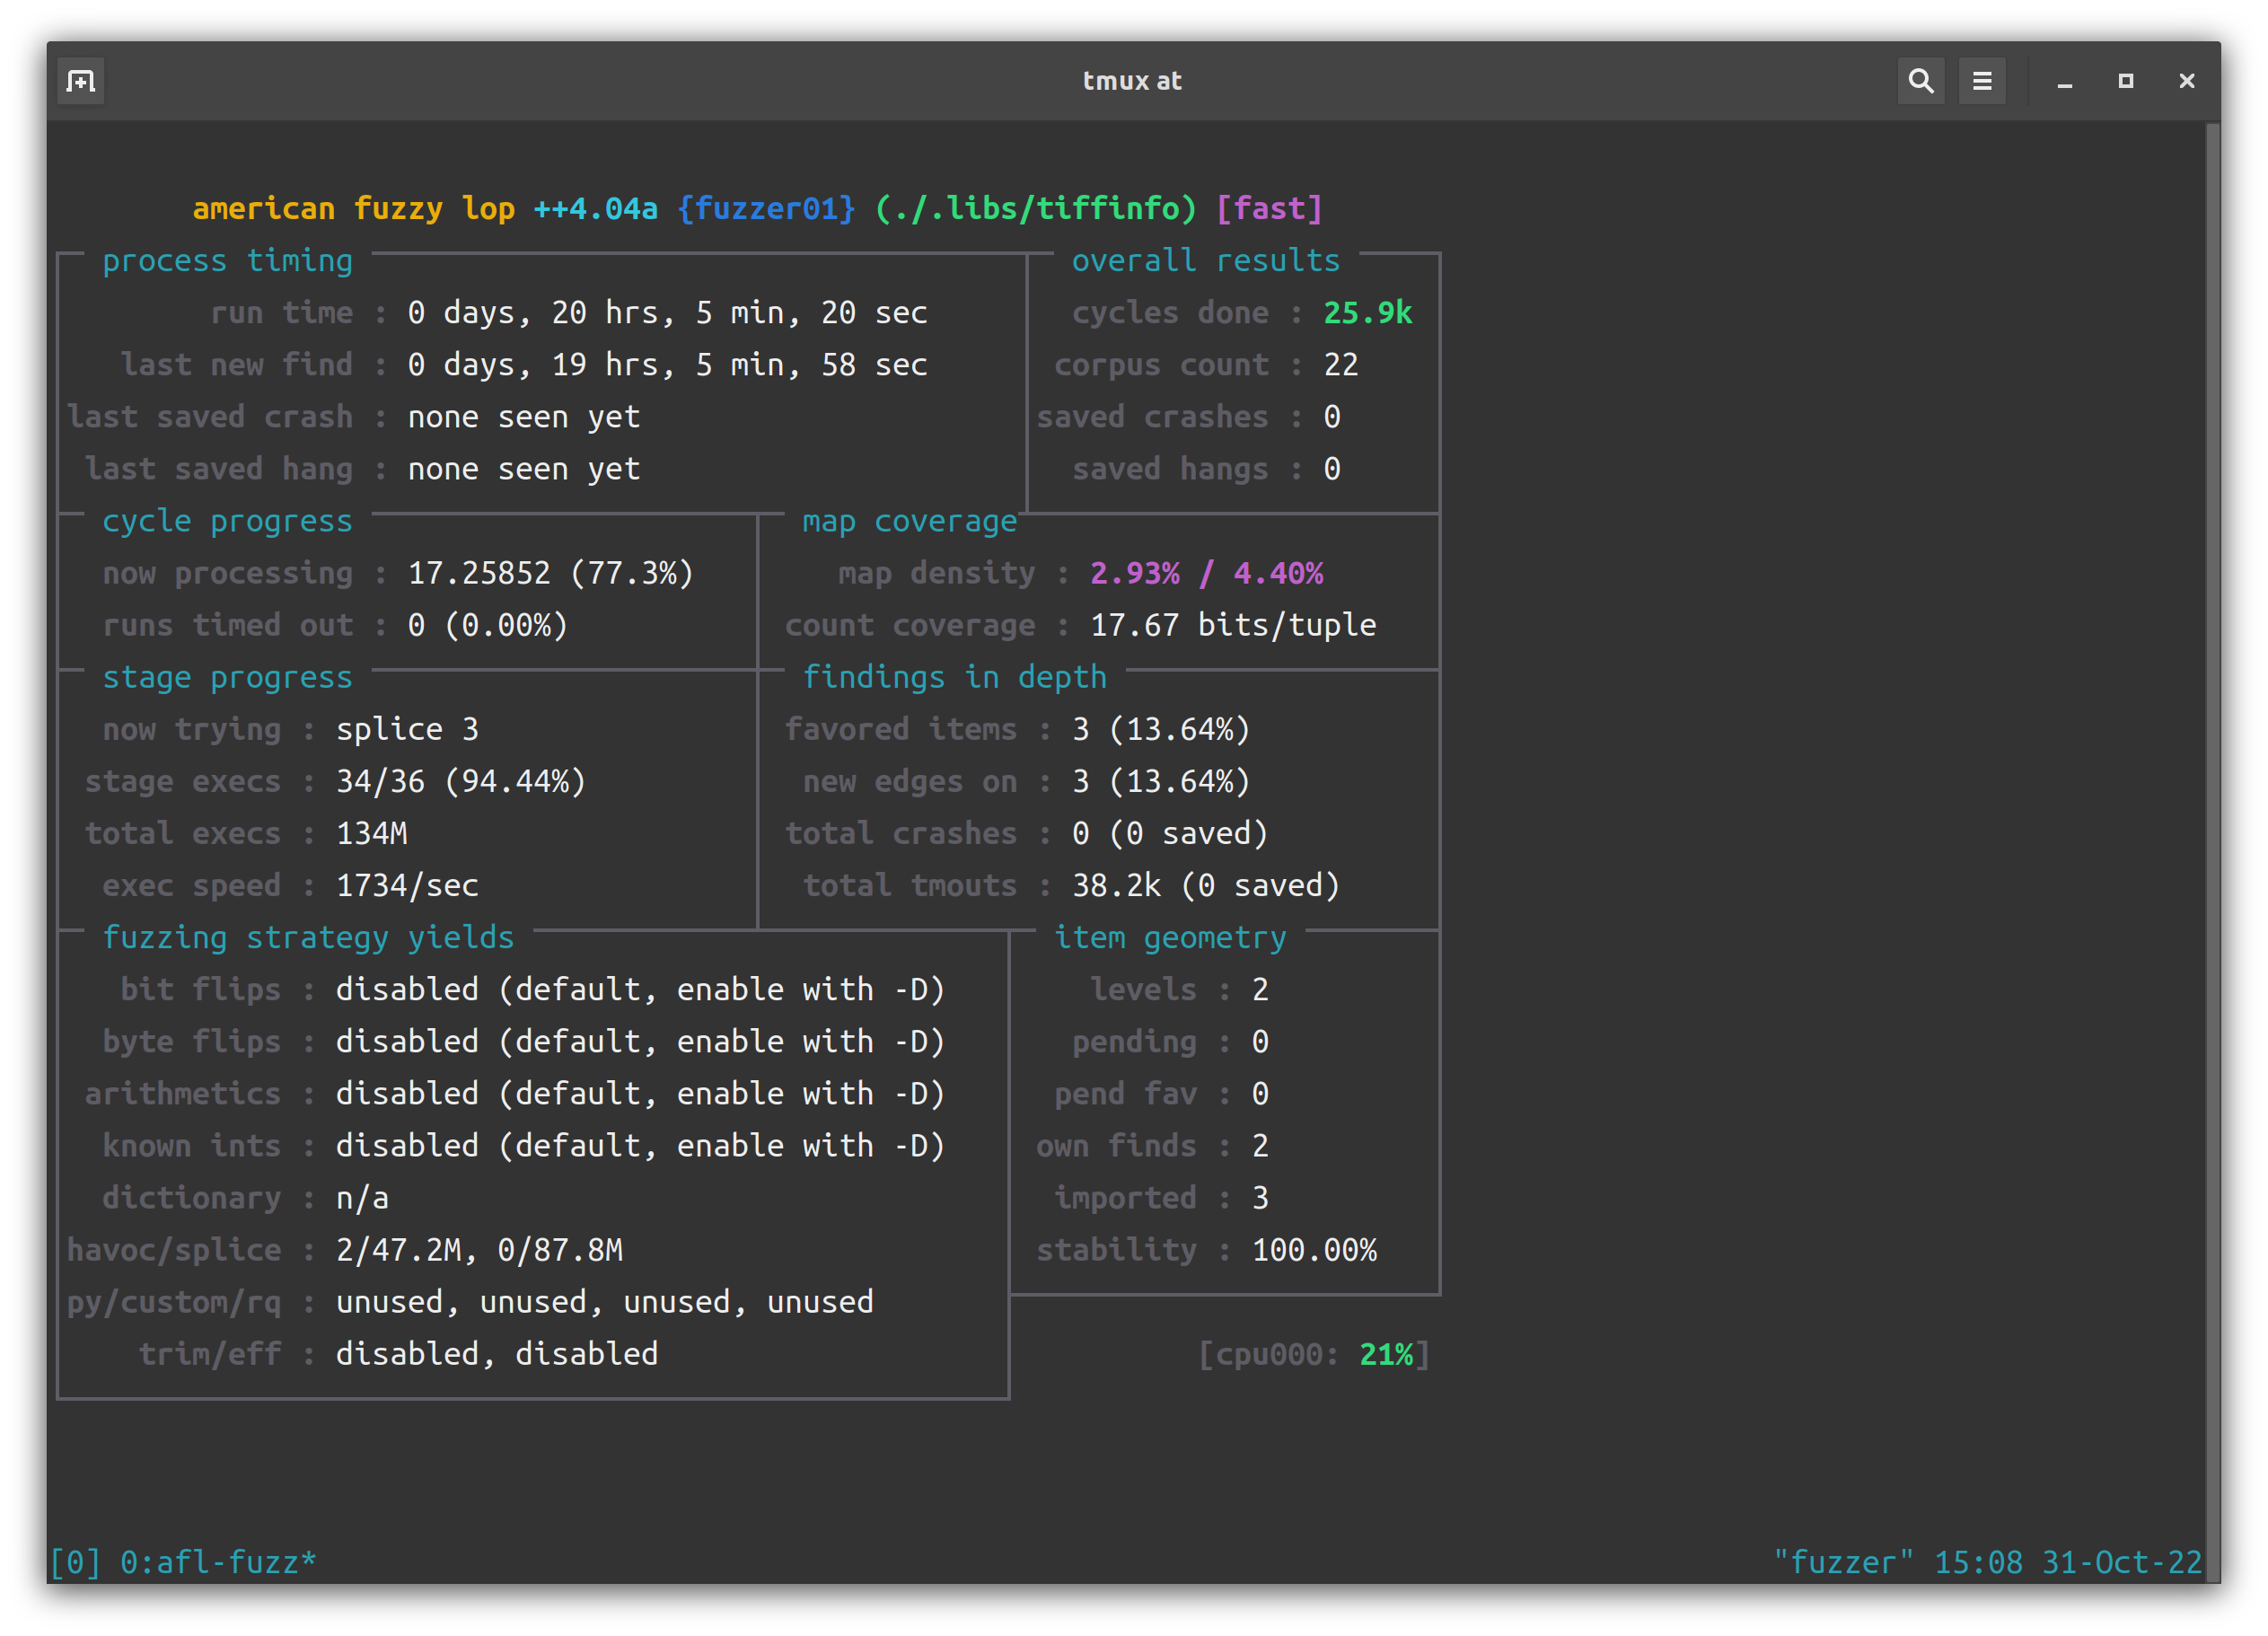 tmux at
american fuzzy lop ++4.04a {fuzzer01} (./.libs/tiffinfo) [fast]
process timing overall results
run time : 0 days, 20 hrs, 5 min, 20 sec cycles done : 25.9k
last new find : 0 days, 19 hrs, 5 min, 58 sec corpus count : 22
last saved crash : none seen yet saved crashes : 0
last saved hang : none seen yet saved hangs : 0
cycle progress map coverage
now processing : 17.25852 (77.3%) map density : 2.93% / 4.40%
runs timed out : 0 (0.00%) count coverage : 17.67 bits/tuple
stage progress findings in depth
now trying : splice 3 favored items : 3 (13.64%)
stage execs : 34/36 (94.44%) new edges on : 3 (13.64%)
total execs : 134M total crashes : 0 (0 saved)
exec speed : 1734/sec total tmouts : 38.2k (0 saved)
fuzzing strategy yields item geometry
bit flips : disabled (default, enable with -D) levels : 2
byte flips : disabled (default, enable with -D) pending : 0
arithmetics : disabled (default, enable with -D) pend fav : 0
known ints : disabled (default, enable with -D) own finds : 2
dictionary : n/a imported : 3
havoc/splice : 2/47.2M, 0/87.8M stability : 100.00%
py/custom/rq : unused, unused, unused, unused
trim/eff : disabled, disabled [cpu000: 21%]
[0] 0:afl-fuzz* "fuzzer" 15:08 31-Oct-22